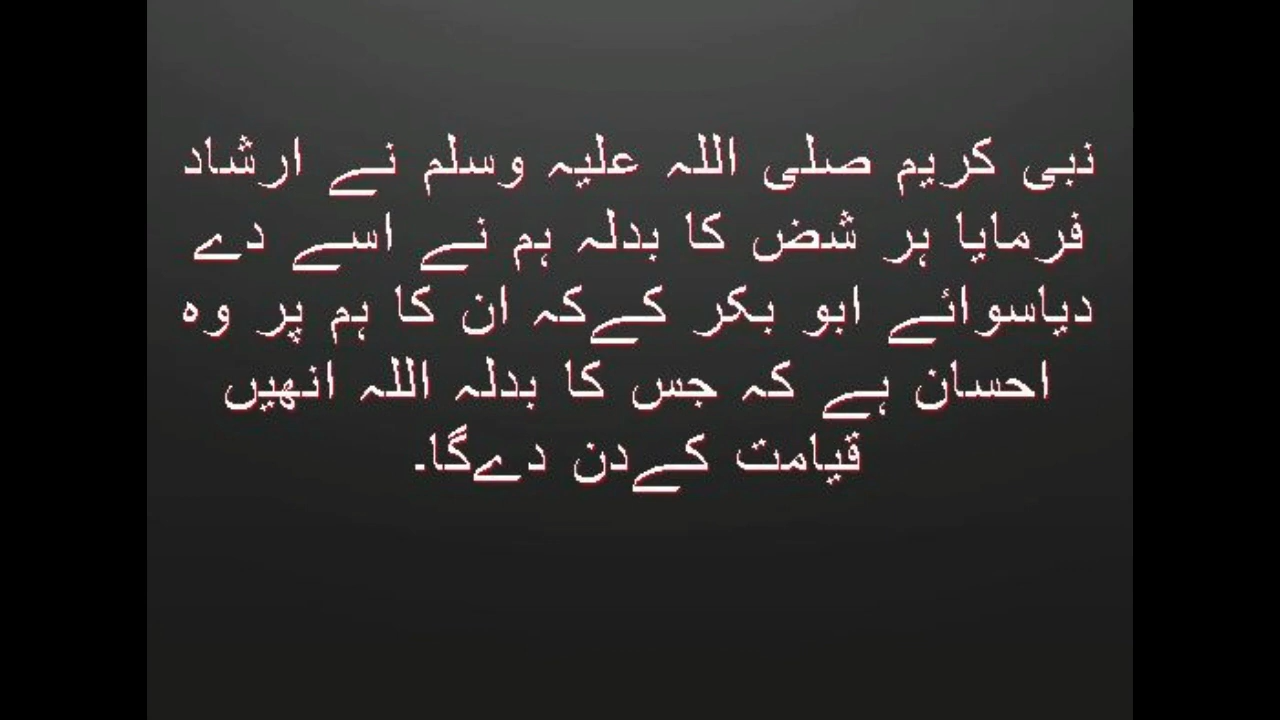 نبی کریم صلی اللہ علیہ وسلم نے ارشاد
فرمایا ہر شض کا بدلہ ہم نے اسے دے
دیاسوائے ابو بکر کےکہ ان کا ہم پر وہ
احسان ہے کہ جس کا بدلہ اللہ انھیں
قیامت کےدن دےگا۔